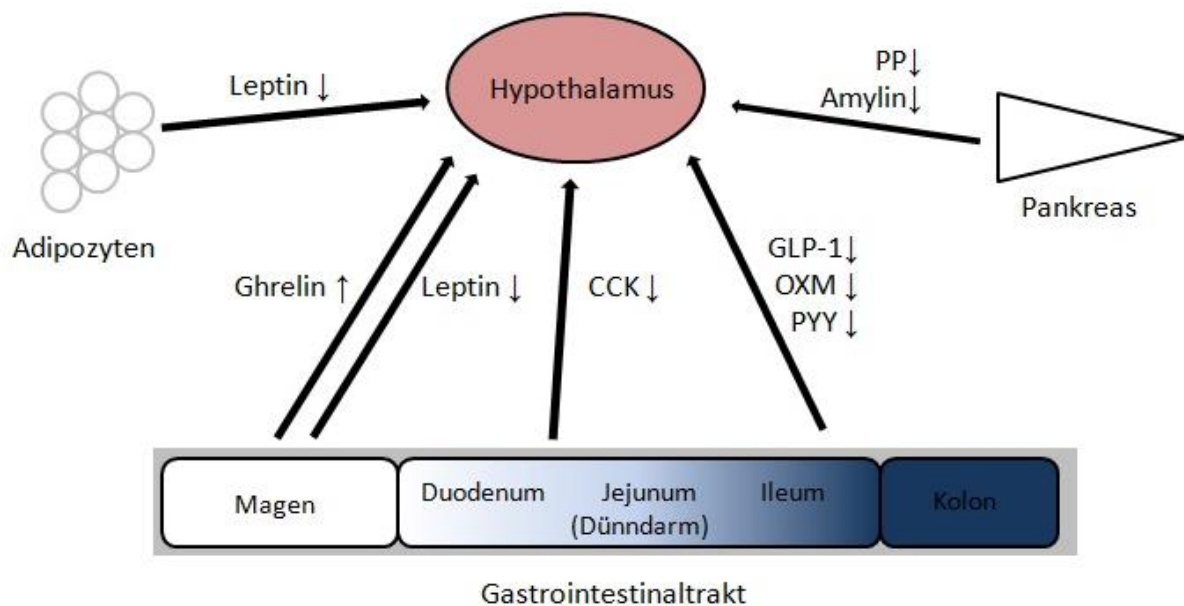 Hypothalamus
Leptin ↓
Adipozyten
PP↓
Amylin↓
Pankreas
Ghrelin ↑
Leptin ↓
CCK ↓
GLP-1↓
OXM ↓
PYY ↓
Magen
Duodenum
Jejunum
(Dünndarm)
Ileum
Kolon
Gastrointestinaltrakt